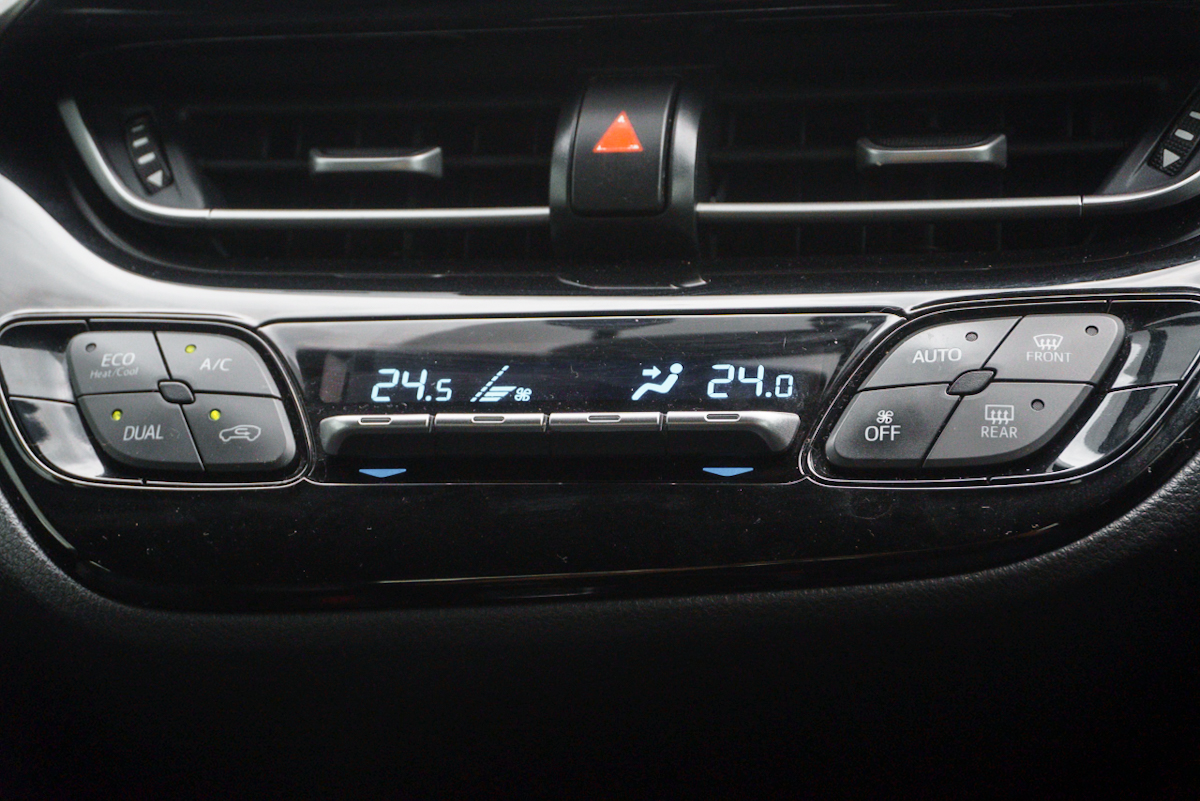 ECO
Heat/Cool
A/C
DUAL
24.5
24.0
AUTO
FRONT
OFF
REAR